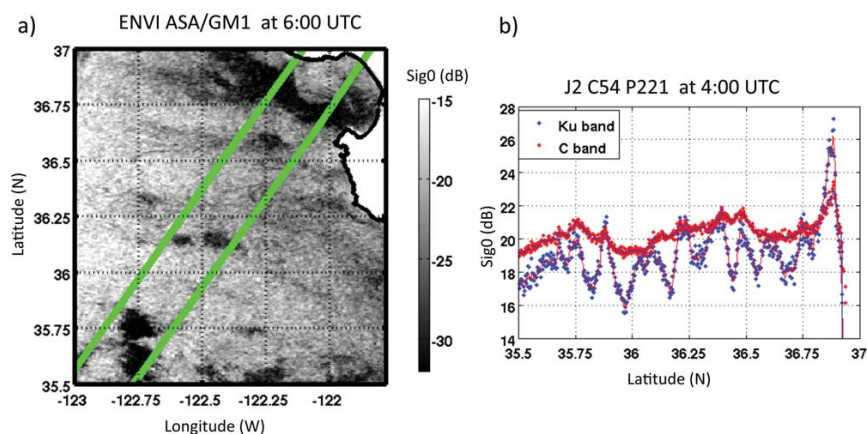 a)
ENVI ASA/GM1 at 6:00 UTC
37
36.75
36.5
36.25
36
35.75
35.5
Latitude (N)
-123
-122.75
-122.5
-122.25
-122
Longitude (W)
Sig0 (dB)
-15
-20
-25
-30
b)
J2 C54 P221 at 4:00 UTC
Ku band
C band
28
26
24
22
20
18
16
14
Sig0 (dB)
35.5
35.75
36
36.25
36.5
36.75
37
Latitude (N)